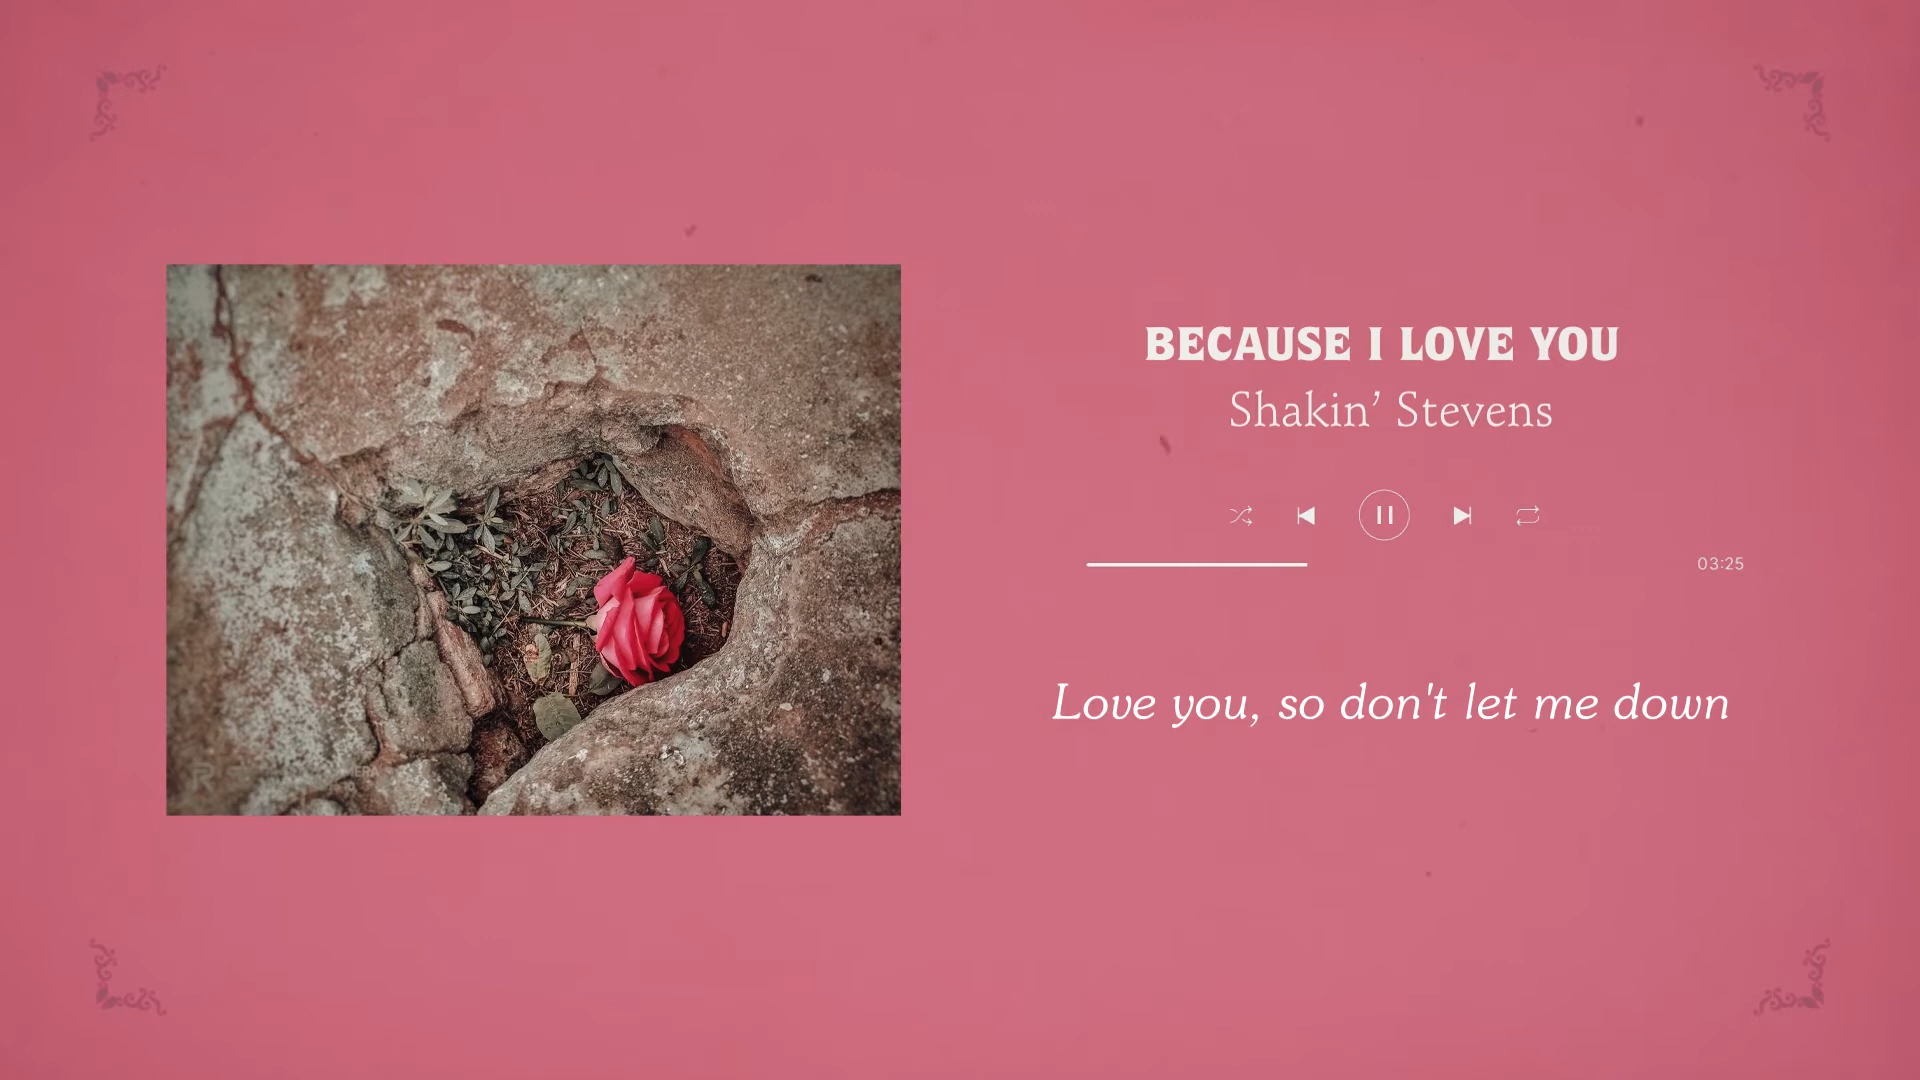 BECAUSE I LOVE YOU
Shakin’ Stevens
03:25
Love you, so don't let me down